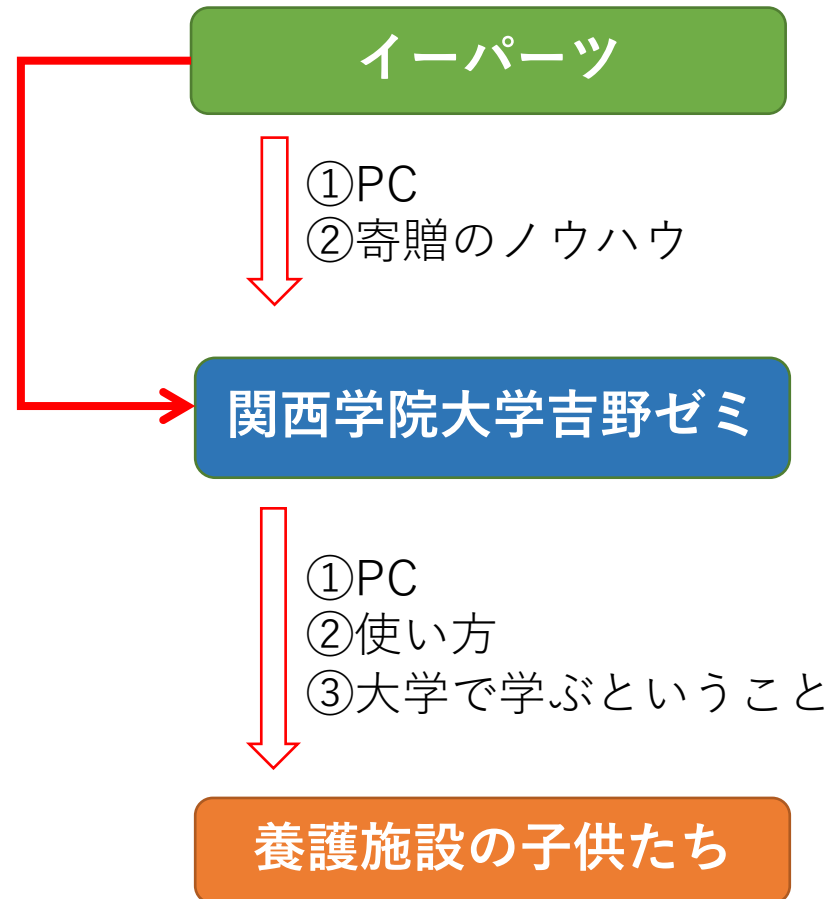 イーパーツ
①PC
②寄贈のノウハウ
関西学院大学吉野ゼミ
①PC
②使い方
③大学で学ぶということ
養護施設の子供たち